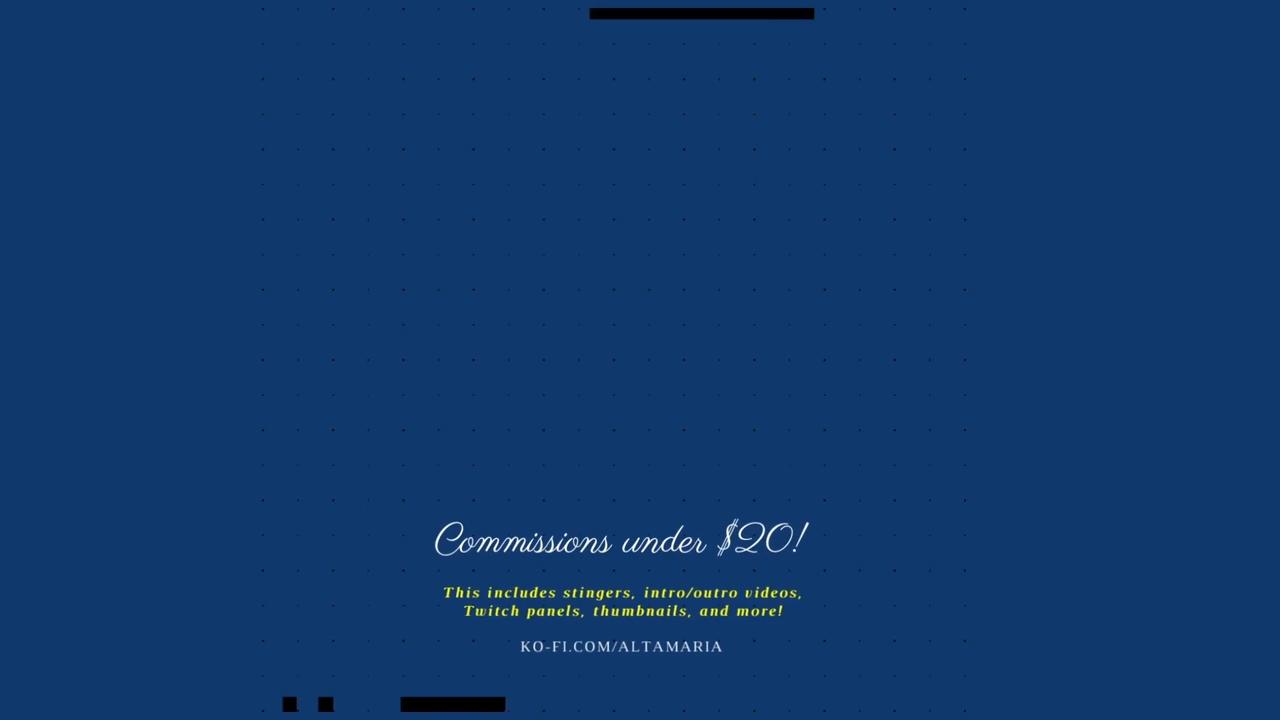 Commissions under $20!
This includes stingers, intro/outro videos,
Twitch panels, thumbnails, and more!
KO-FI.COM/ALTAMARIA